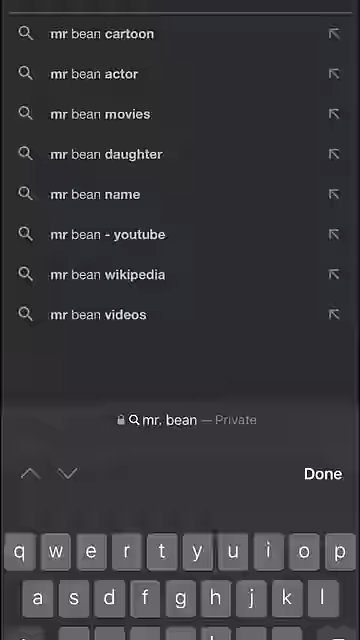 mr bean cartoon
mr bean actor
mr bean movies
mr bean daughter
mr bean name
mr bean - youtube
mr bean wikipedia
mr bean videos
mr. bean — Private
Done
q w e r t y u i o p
a s d f g h j k l